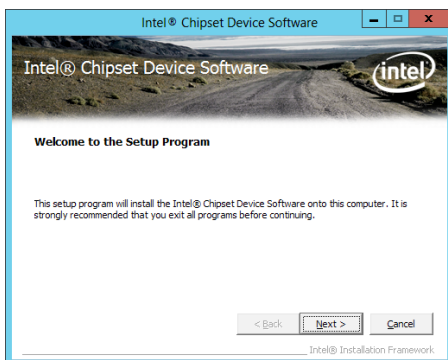 Intel® Chipset Device Software
x
Intel® Chipset Device Software
intel
Welcome to the Setup Program
This setup program will install the Intel® Chipset Device Software onto this computer. It is
strongly recommended that you exit all programs before continuing.
< Back Next > Cancel
Intel® Installation Framework